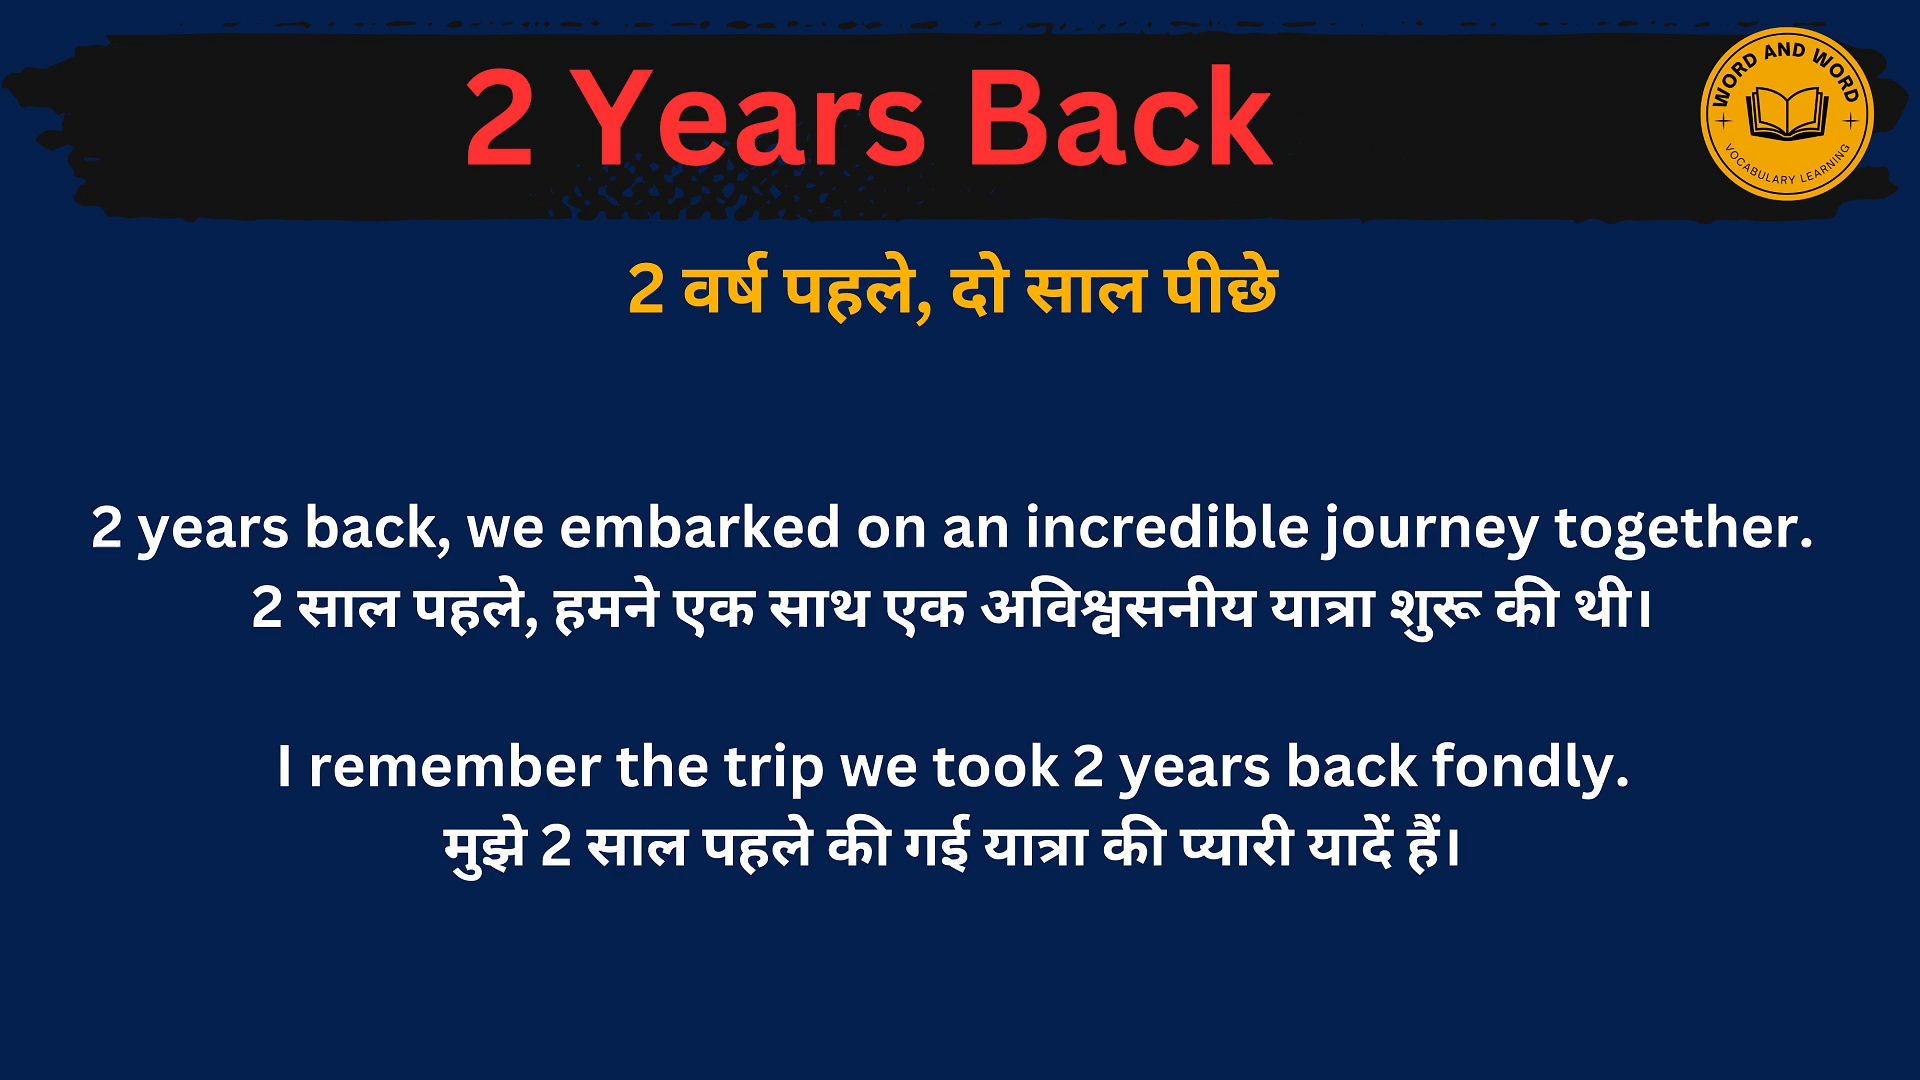 2 Years Back
WORD AND WORD
VOCABULARY LEARNING
2 वर्ष पहले, दो साल पीछे
2 years back, we embarked on an incredible journey together.
2 साल पहले, हमने एक साथ एक अविश्वसनीय यात्रा शुरू की थी।
I remember the trip we took 2 years back fondly.
मुझे 2 साल पहले की गई यात्रा की प्यारी यादें हैं।